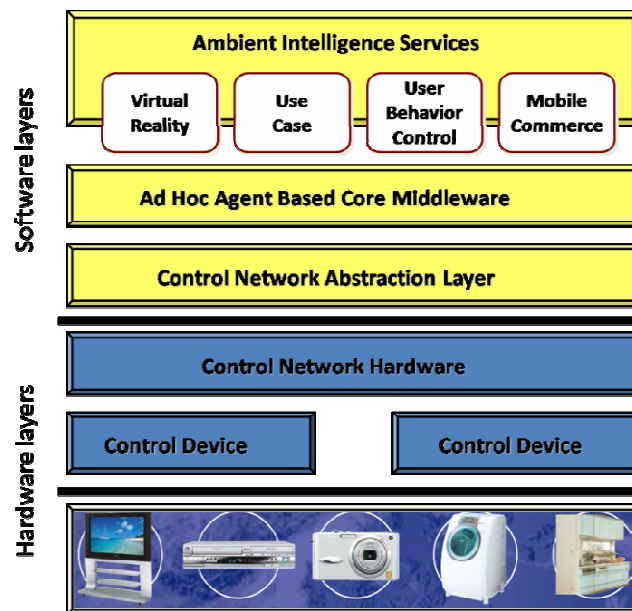 Software layers
Ambient Intelligence Services
Virtual
Reality
Use
Case
User
Behavior
Control
Mobile
Commerce
Ad Hoc Agent Based Core Middleware
Control Network Abstraction Layer
Hardware layers
Control Network Hardware
Control Device
Control Device